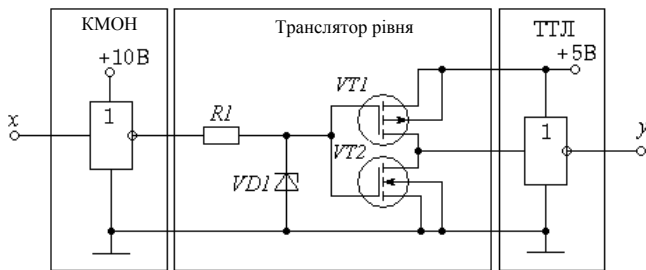 КМОН
Транслятор рівня
ТТЛ
+10В
+5В
x
1
R1
VT1
VT2
VD1
1
y